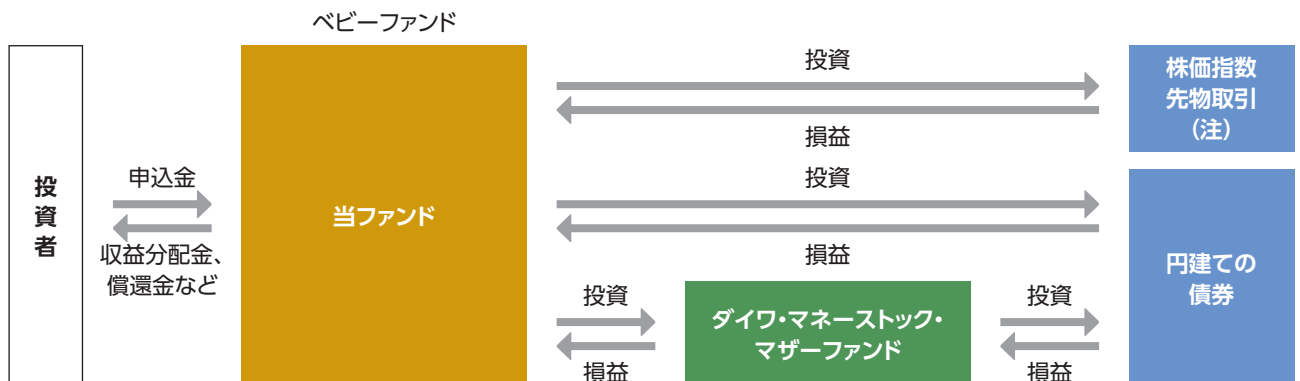 ベビーファンド
投資者
申込金
収益分配金、
償還金など
当ファンド
投資
損益
株価指数
先物取引
（注）
投資
損益
投資
損益
ダイワ・マネーストック・
マザーファンド
投資
損益
円建ての
債券